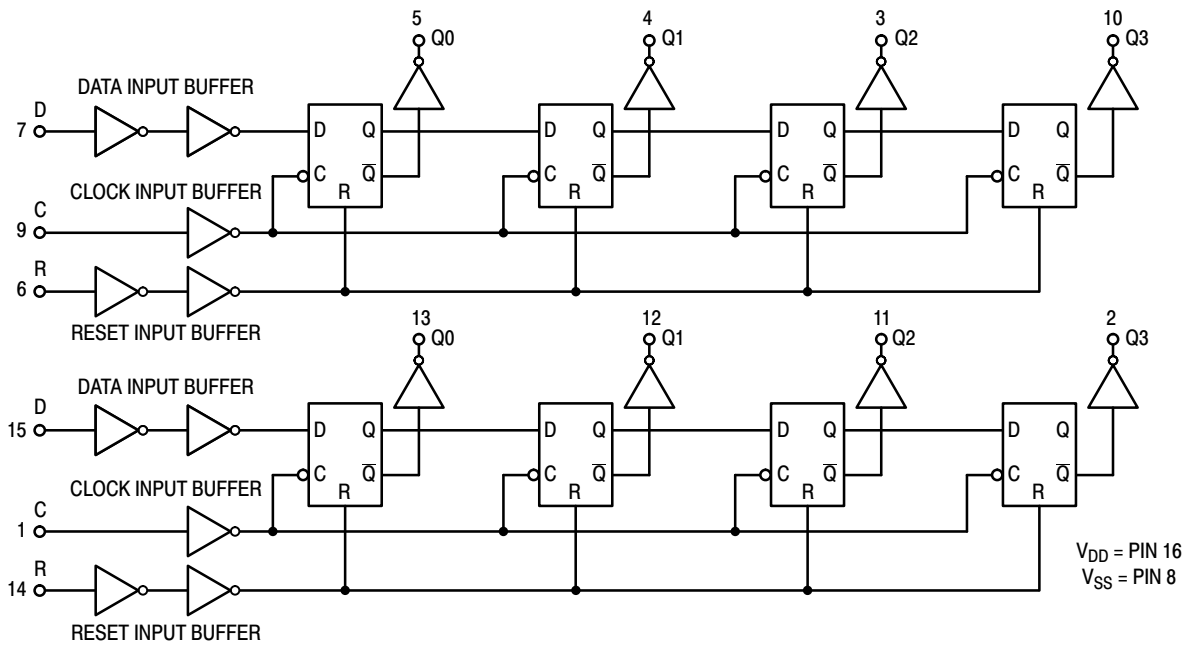 5 4 3 10
Q0 Q1 Q2 Q3
DATA INPUT BUFFER
D
7
D Q D Q D Q D Q
C Q̅ C Q̅ C Q̅ C Q̅
R R R R
CLOCK INPUT BUFFER
C
9
R
6
RESET INPUT BUFFER
13 12 11 2
Q0 Q1 Q2 Q3
DATA INPUT BUFFER
D
15
D Q D Q D Q D Q
C Q̅ C Q̅ C Q̅ C Q̅
R R R R
CLOCK INPUT BUFFER
C
1
R
14
RESET INPUT BUFFER
VDD = PIN 16
VSS = PIN 8